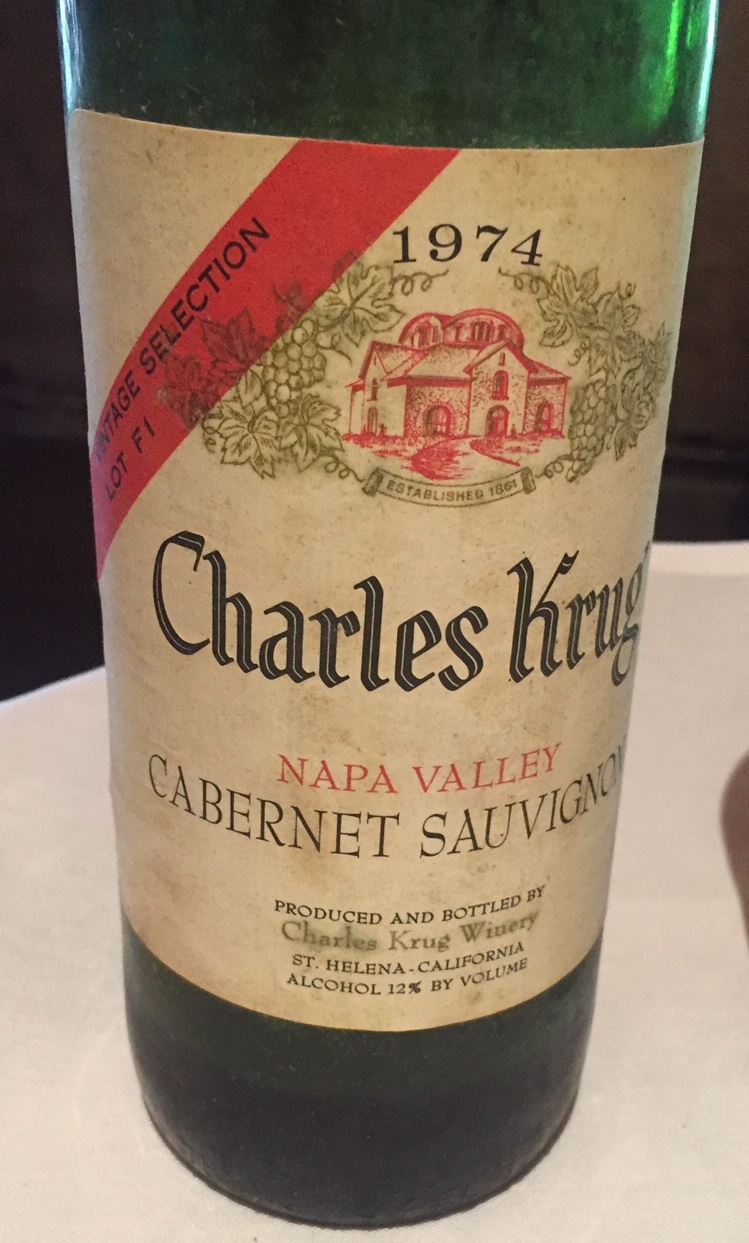 VINTAGE SELECTION
LOT F1
1974
ESTABLISHED 1861
Charles Krug
NAPA VALLEY
CABERNET SAUVIGNON
PRODUCED AND BOTTLED BY
Charles Krug Winery
ST. HELENA-CALIFORNIA
ALCOHOL 12% BY VOLUME